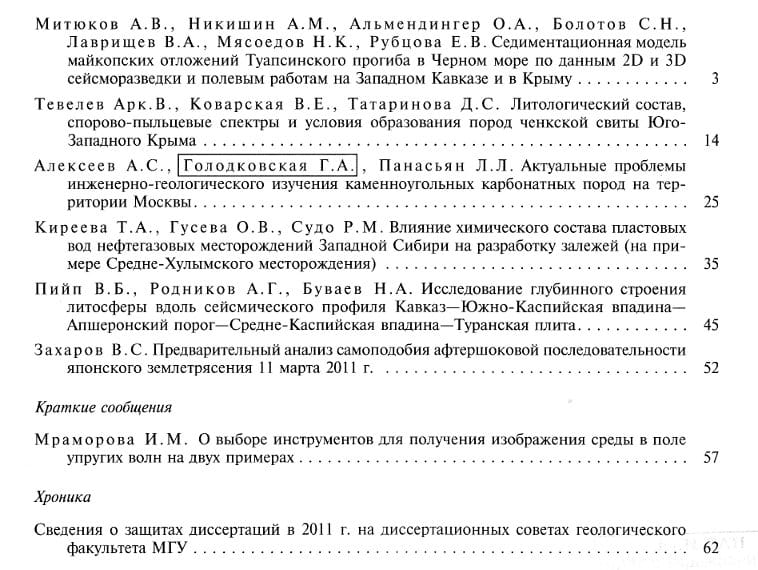 Митюков А.В., Никишин А.М., Альмендингер О.А., Болотов С.Н.,
Лаврищев В.А., Мясоедов Н.К., Рубцова Е.В. Седиментационная модель
майкопских отложений Туапсинского прогиба в Черном море по данным 2D и 3D
сейсморазведки и полевым работам на Западном Кавказе и в Крыму . . . . . . . . . . . . 3
Тевелев Арк.В., Коварская В.Е., Татаринова Д.С. Литологический состав,
спорово-пыльцевые спектры и условия образования пород ченкской свиты Юго-
Западного Крыма . . . . . . . . . . . . . . . . . . . . . . . . . . . . . . . . . . . . . . . . . . 14
Алексеев А.С., Голодковская Г.А., Панасьян Л.Л. Актуальные проблемы
инженерно-геологического изучения каменноугольных карбонатных пород на тер-
ритории Москвы. . . . . . . . . . . . . . . . . . . . . . . . . . . . . . . . . . . . . . . . . . . 25
Киреева Т.А., Гусева О.В., Судо Р.М. Влияние химического состава пластовых
вод нефтегазовых месторождений Западной Сибири на разработку залежей (на при-
мере Средне-Хулымского месторождения) . . . . . . . . . . . . . . . . . . . . . . . . . . 35
Пийп В.Б., Родников А.Г., Буваев Н.А. Исследование глубинного строения
литосферы вдоль сейсмического профиля Кавказ—Южно-Каспийская впадина—
Апшеронский порог—Средне-Каспийская впадина—Туранская плита. . . . . . . . . . . . 45
Захаров В.С. Предварительный анализ самоподобия афтершоковой последовательности
японского землетрясения 11 марта 2011 г. . . . . . . . . . . . . . . . . . . . . . . . . . . 52
Краткие сообщения
Мраморова И.М. О выборе инструментов для получения изображения среды в поле
упругих волн на двух примерах. . . . . . . . . . . . . . . . . . . . . . . . . . . . . . . . . 57
Хроника
Сведения о защитах диссертаций в 2011 г. на диссертационных советах геологического
факультета МГУ . . . . . . . . . . . . . . . . . . . . . . . . . . . . . . . . . . . . . . . . . . 62